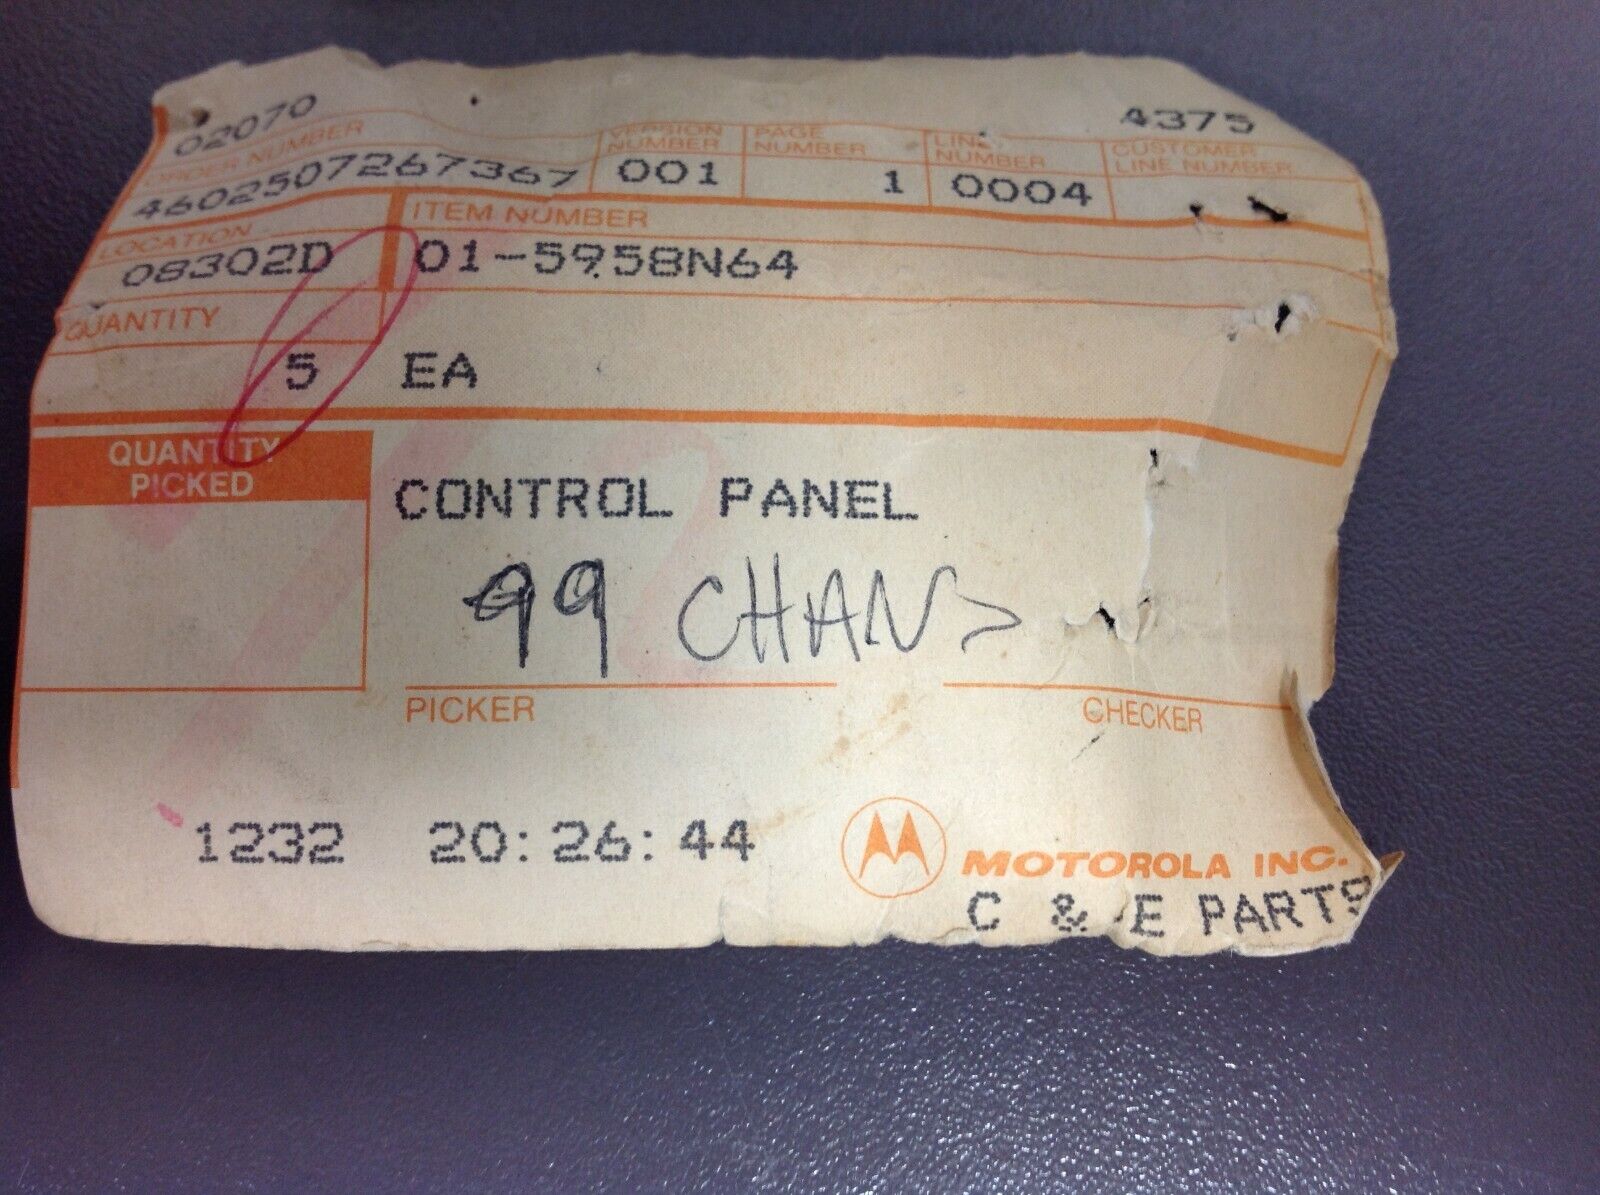 02070 4375
ORDER NUMBER VERSION NUMBER PAGE NUMBER LINE NUMBER CUSTOMER LINE NUMBER
4602507267367 001 1 0004
LOCATION ITEM NUMBER
08302D 01-5958N64
QUANTITY
5 EA
QUANTITY
PICKED
CONTROL PANEL
99 CHANS
PICKER CHECKER
1232 20:26:44
MOTOROLA INC.
C & E PARTS